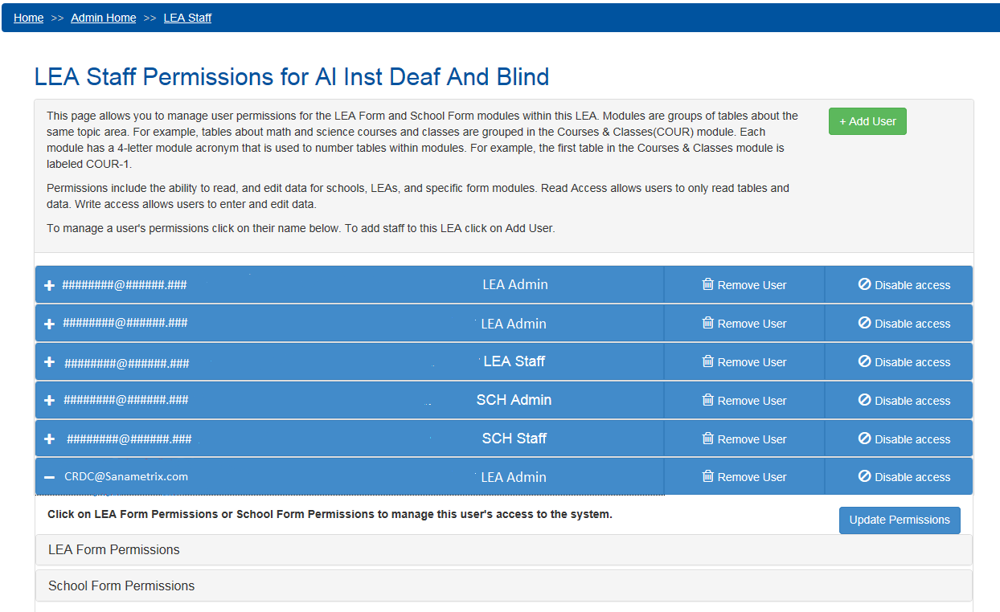 Home >> Admin Home >> LEA Staff
LEA Staff Permissions for Al Inst Deaf And Blind
This page allows you to manage user permissions for the LEA Form and School Form modules within this LEA. Modules are groups of tables about the
same topic area. For example, tables about math and science courses and classes are grouped in the Courses & Classes(COUR) module. Each
module has a 4-letter module acronym that is used to number tables within modules. For example, the first table in the Courses & Classes module is
labeled COUR-1.
+ Add User
Permissions include the ability to read, and edit data for schools, LEAs, and specific form modules. Read Access allows users to only read tables and
data. Write access allows users to enter and edit data.
To manage a user's permissions click on their name below. To add staff to this LEA click on Add User.
########@######.### LEA Admin Remove User Disable access
########@######.### LEA Admin Remove User Disable access
########@######.### LEA Staff Remove User Disable access
########@######.### SCH Admin Remove User Disable access
########@######.### SCH Staff Remove User Disable access
CRDC@Sanametrix.com LEA Admin Remove User Disable access
Click on LEA Form Permissions or School Form Permissions to manage this user's access to the system.
Update Permissions
LEA Form Permissions
School Form Permissions